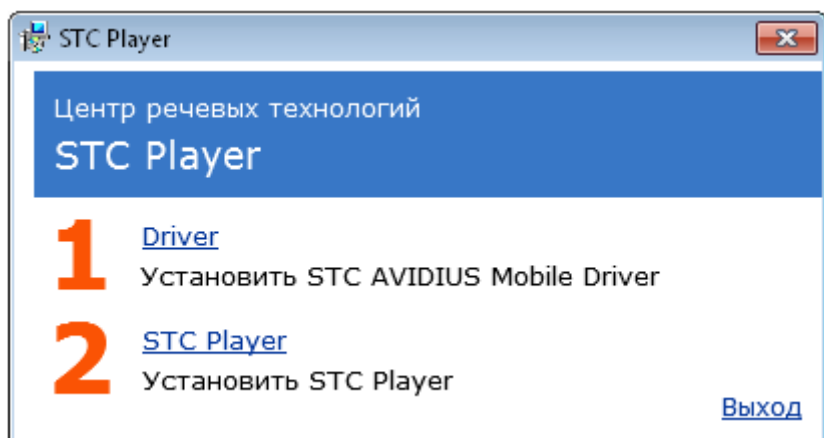 STC Player
Центр речевых технологий
STC Player
1
Driver
Установить STC AVIDIUS Mobile Driver
2
STC Player
Установить STC Player
Выход